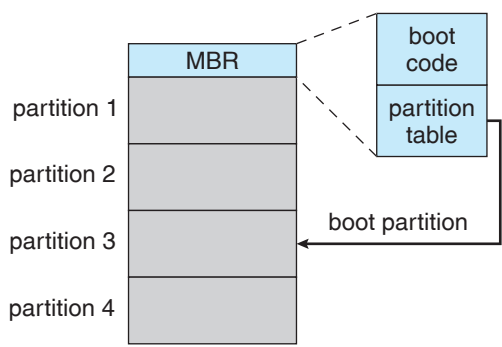 MBR
boot
code
partition
table
partition 1
partition 2
boot partition
partition 3
partition 4